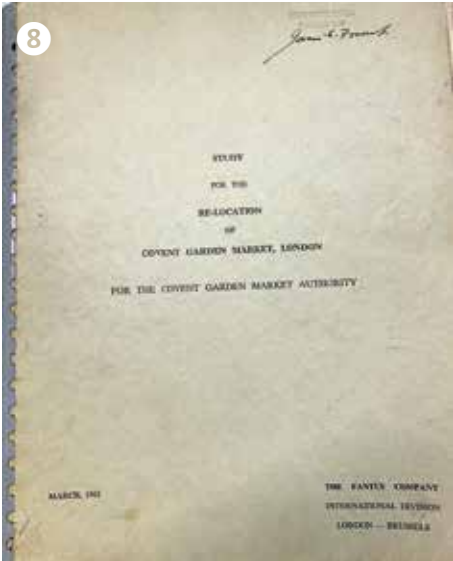 8
STUDY
FOR THE
RE-LOCATION
OF
COVENT GARDEN MARKET, LONDON
FOR THE COVENT GARDEN MARKET AUTHORITY
MARCH,
THE FANTUS COMPANY
INTERNATIONAL DIVISION
LONDON — BRUSSELS